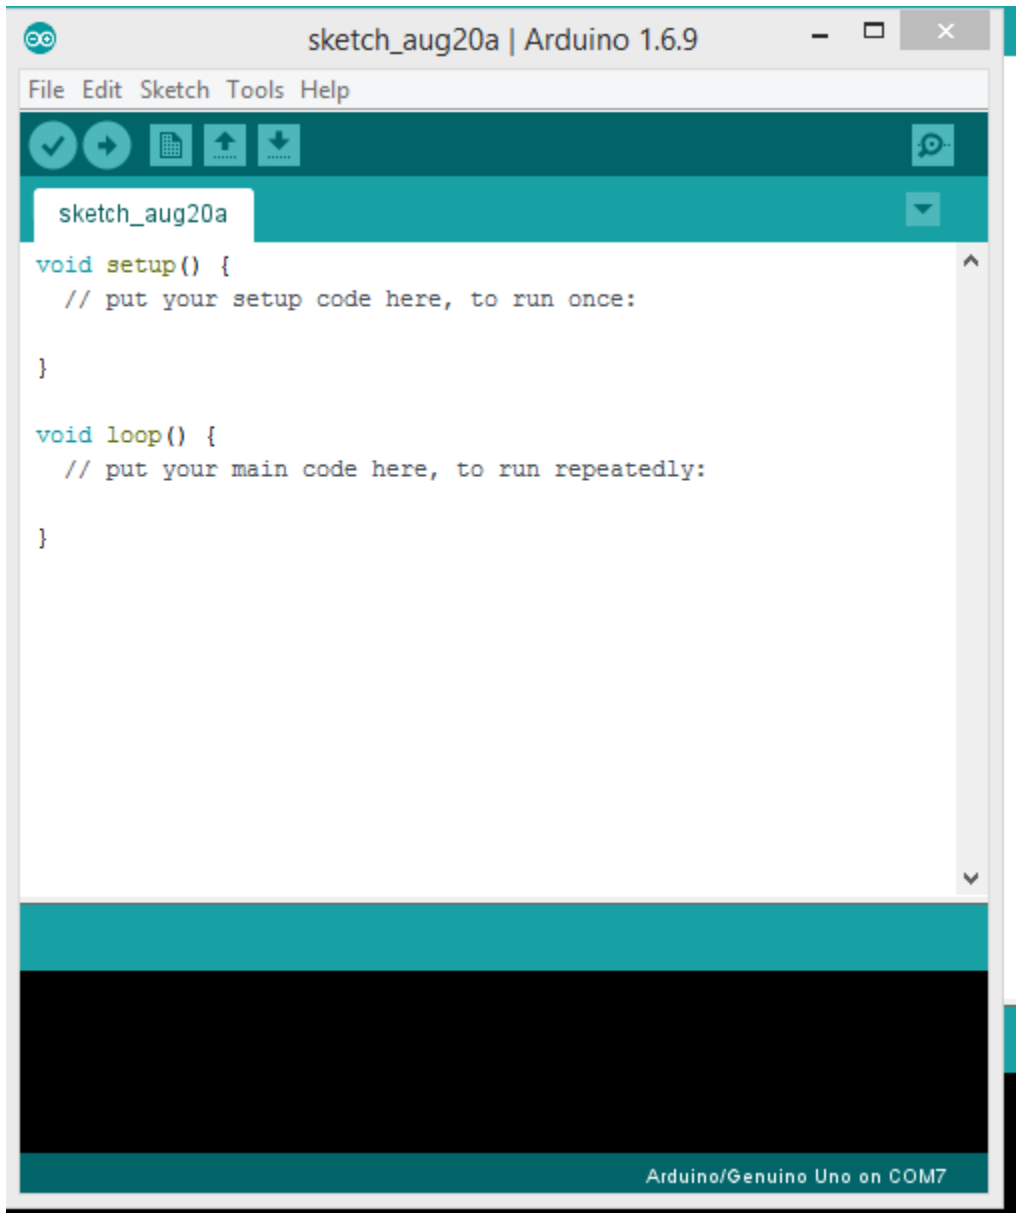 sketch_aug20a | Arduino 1.6.9
File Edit Sketch Tools Help
sketch_aug20a
void setup() {
  // put your setup code here, to run once:
}
void loop() {
  // put your main code here, to run repeatedly:
}
Arduino/Genuino Uno on COM7